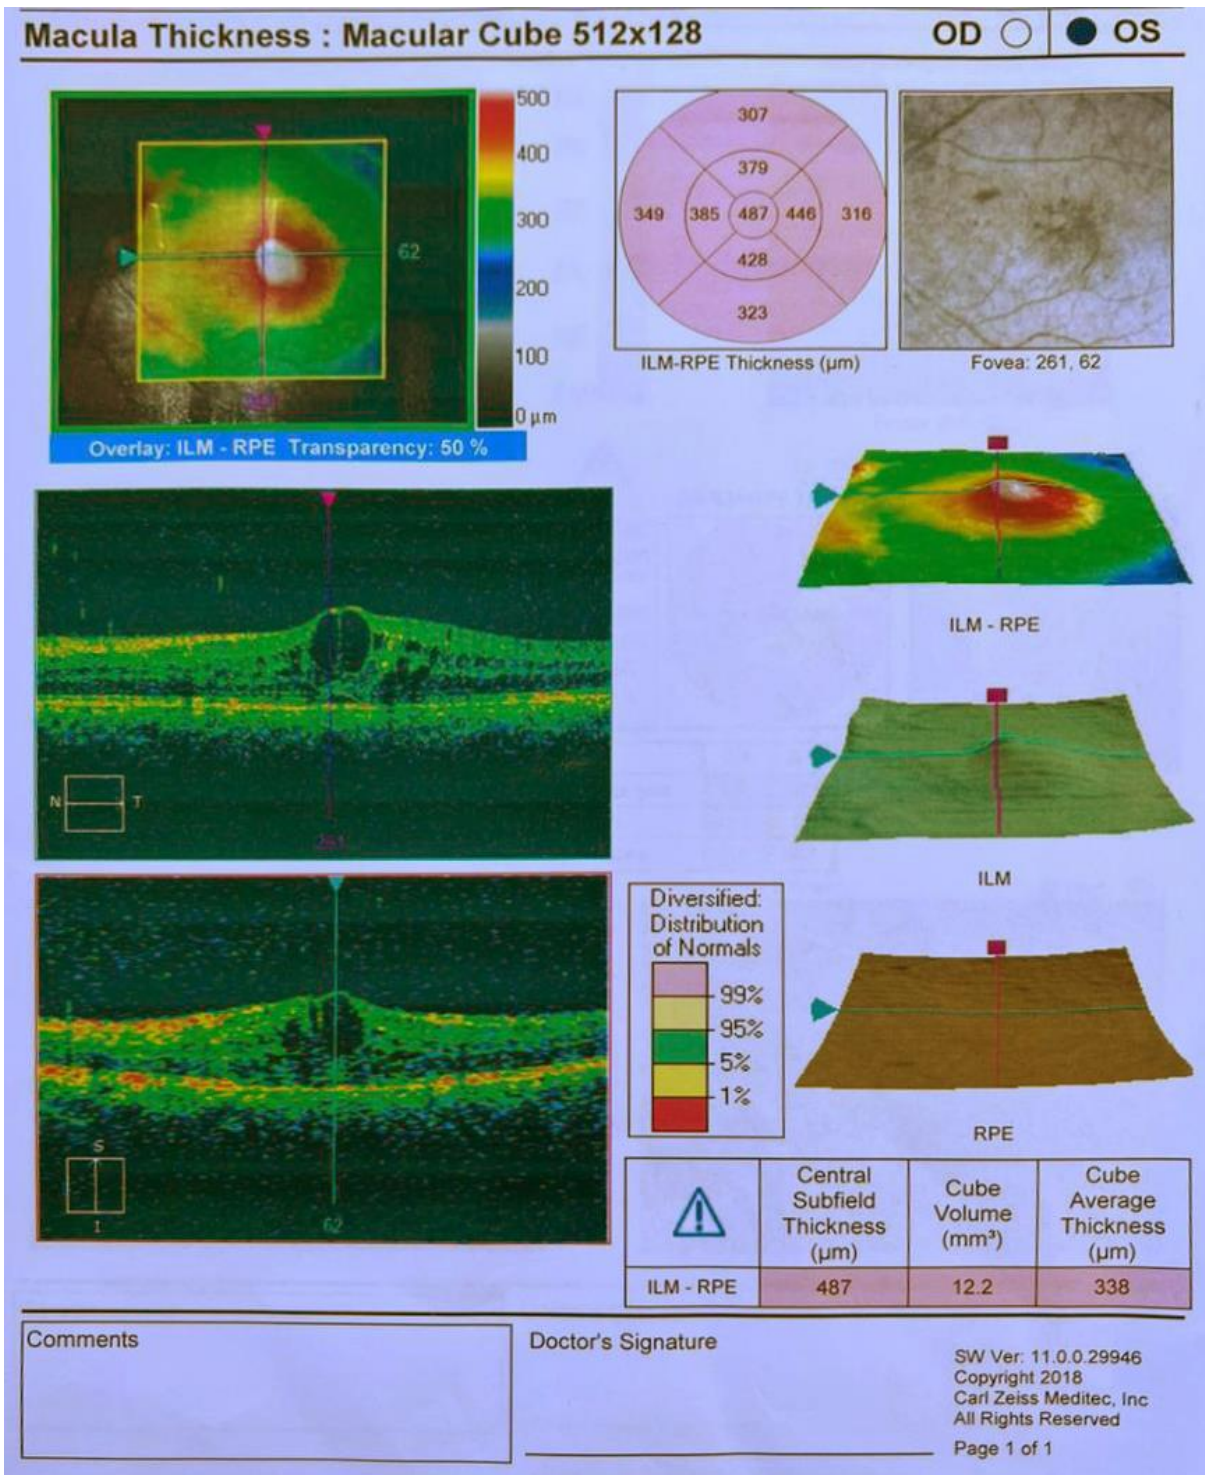 Macula Thickness : Macular Cube 512x128
OD OS
500
400
300
200
100
0 µm
62
Overlay: ILM - RPE Transparency: 50 %
307
379
349 385 487 446 316
428
323
ILM-RPE Thickness (µm)
Fovea: 261, 62
ILM - RPE
N T
261
ILM
S
I
62
Diversified:
Distribution
of Normals
99%
95%
5%
1%
RPE
Central
Subfield
Thickness
(µm)
Cube
Volume
(mm³)
Cube
Average
Thickness
(µm)
ILM - RPE 487 12.2 338
Comments
Doctor's Signature
SW Ver: 11.0.0.29946
Copyright 2018
Carl Zeiss Meditec, Inc
All Rights Reserved
Page 1 of 1